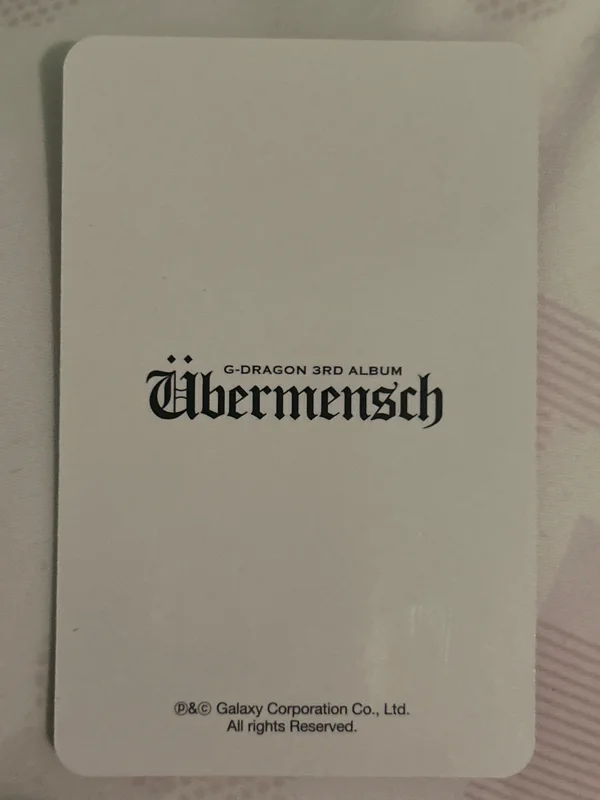 G-DRAGON 3RD ALBUM
Übermensch
℗&© Galaxy Corporation Co., Ltd.
All rights Reserved.